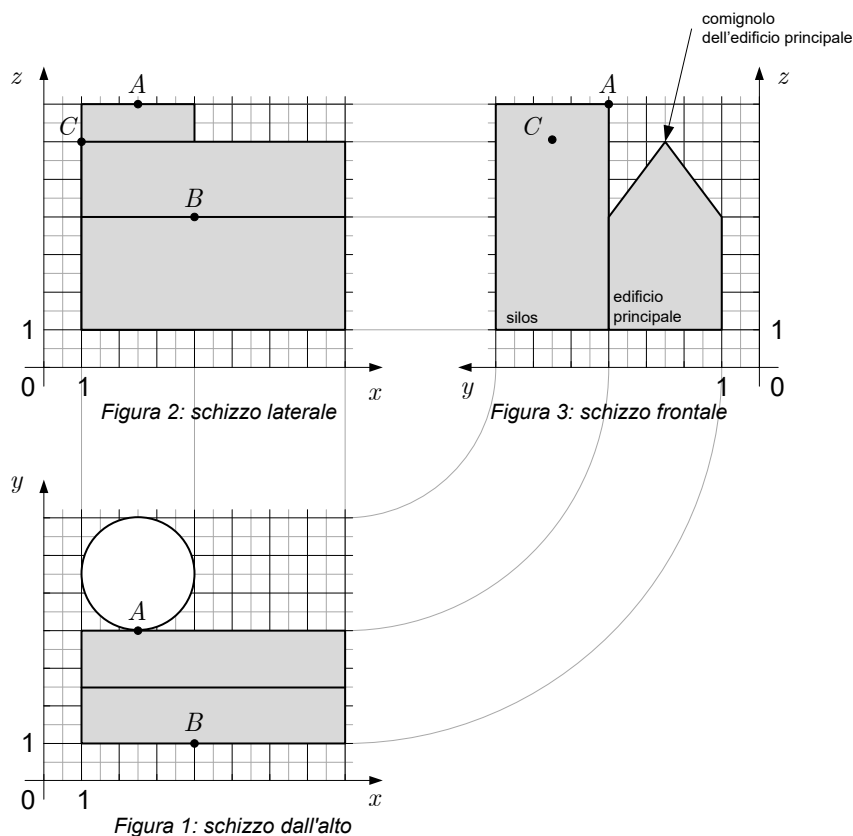 comignolo
dell'edificio principale
z
A
C
B
1
0
1
x
Figura 2: schizzo laterale
A
C
z
silos
edificio
principale
1
y
1
0
Figura 3: schizzo frontale
y
A
B
1
0
1
x
Figura 1: schizzo dall'alto